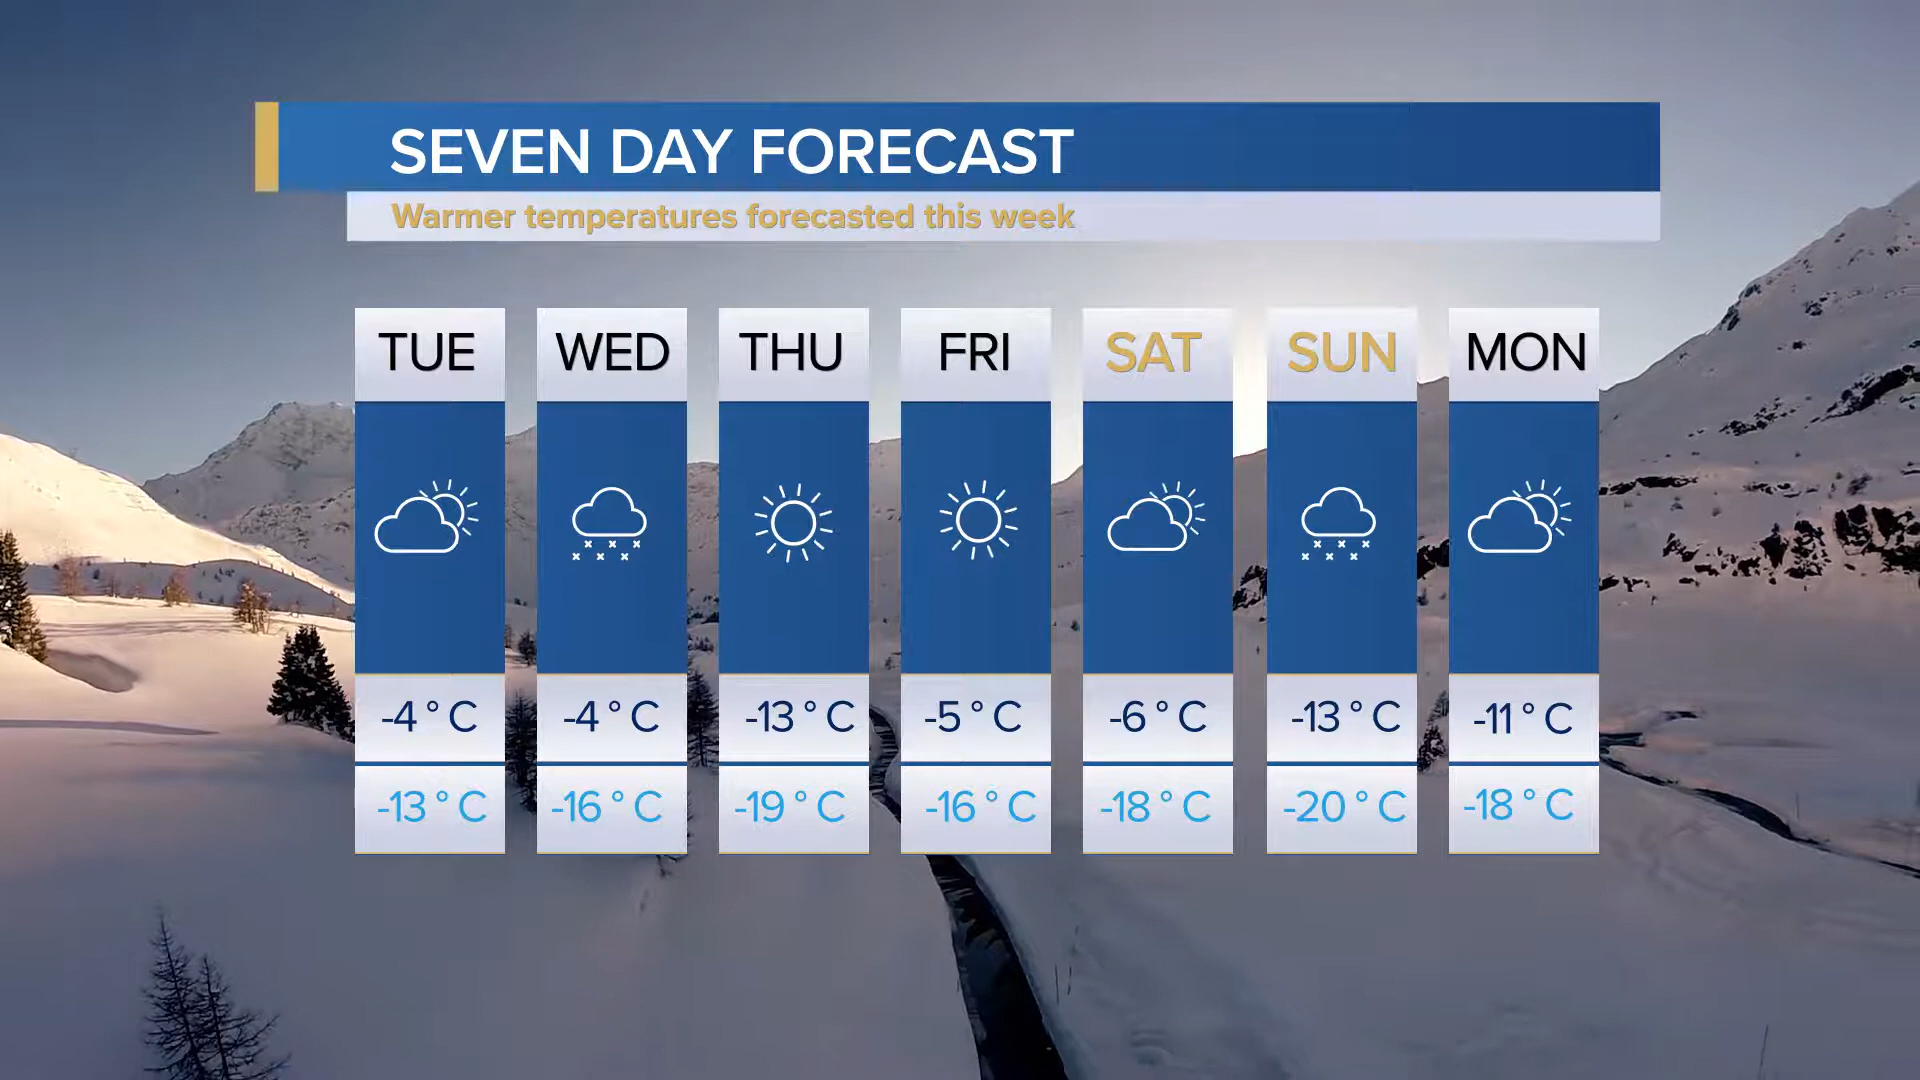 SEVEN DAY FORECAST
Warmer temperatures forecasted this week
TUE WED THU FRI SAT SUN MON
-4°C -4°C -13°C -5°C -6°C -13°C -11°C
-13°C -16°C -19°C -16°C -18°C -20°C -18°C